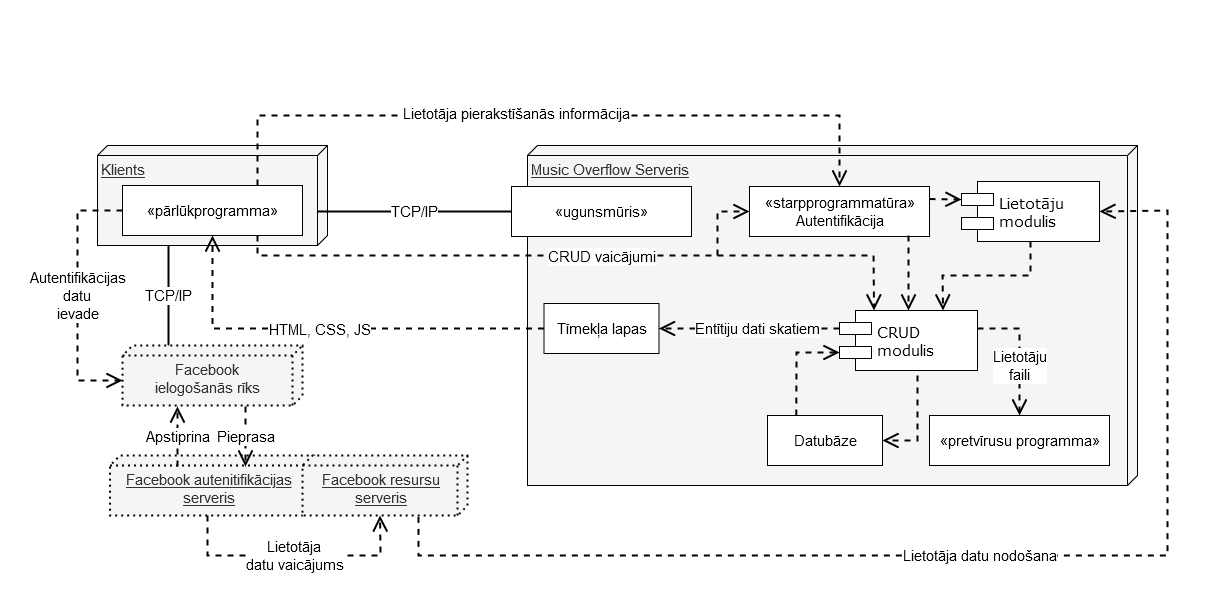 Lietotāja pierakstīšanās informācija
Klients
«pārlūkprogramma»
TCP/IP
Music Overflow Serveris
«ugunsmūris»
«starpprogrammatūra»
Autentifikācija
Lietotāju
modulis
CRUD vaicājumi
Autentifikācijas
datu
ievade
TCP/IP
HTML, CSS, JS
Tīmekļa lapas
Entītiju dati skatiem
CRUD
modulis
Lietotāju
faili
Facebook
ielogošanās rīks
Apstiprina
Pieprasa
Datubāze
«pretvīrusu programma»
Facebook autenitifikācijas
serveris
Facebook resursu
serveris
Lietotāja
datu vaicājums
Lietotāja datu nodošana